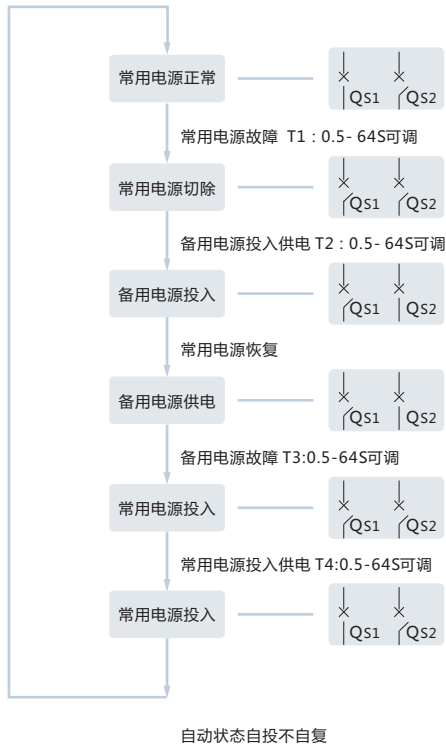 常用电源正常
QS1 QS2
常用电源故障 T1：0.5- 64S可调
常用电源切除
QS1 QS2
备用电源投入供电 T2：0.5- 64S可调
备用电源投入
QS1 QS2
常用电源恢复
备用电源供电
QS1 QS2
备用电源故障 T3:0.5-64S可调
常用电源投入
QS1 QS2
常用电源投入供电 T4:0.5-64S可调
常用电源投入
QS1 QS2
自动状态自投不自复